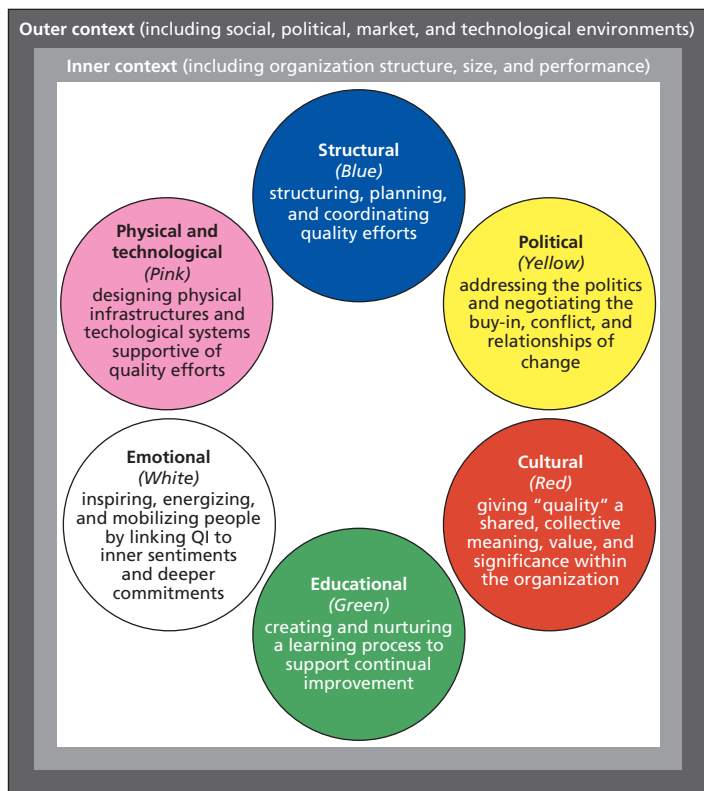 Outer context (including social, political, market, and technological environments)
Inner context (including organization structure, size, and performance)
Structural
(Blue)
structuring, planning,
and coordinating
quality efforts
Physical and
technological
(Pink)
designing physical
infrastructures and
techological systems
supportive of
quality efforts
Political
(Yellow)
addressing the politics
and negotiating the
buy-in, conflict, and
relationships of
change
Emotional
(White)
inspiring, energizing,
and mobilizing people
by linking QI to
inner sentiments
and deeper
commitments
Cultural
(Red)
giving “quality” a
shared, collective
meaning, value, and
significance within
the organization
Educational
(Green)
creating and nurturing
a learning process to
support continual
improvement